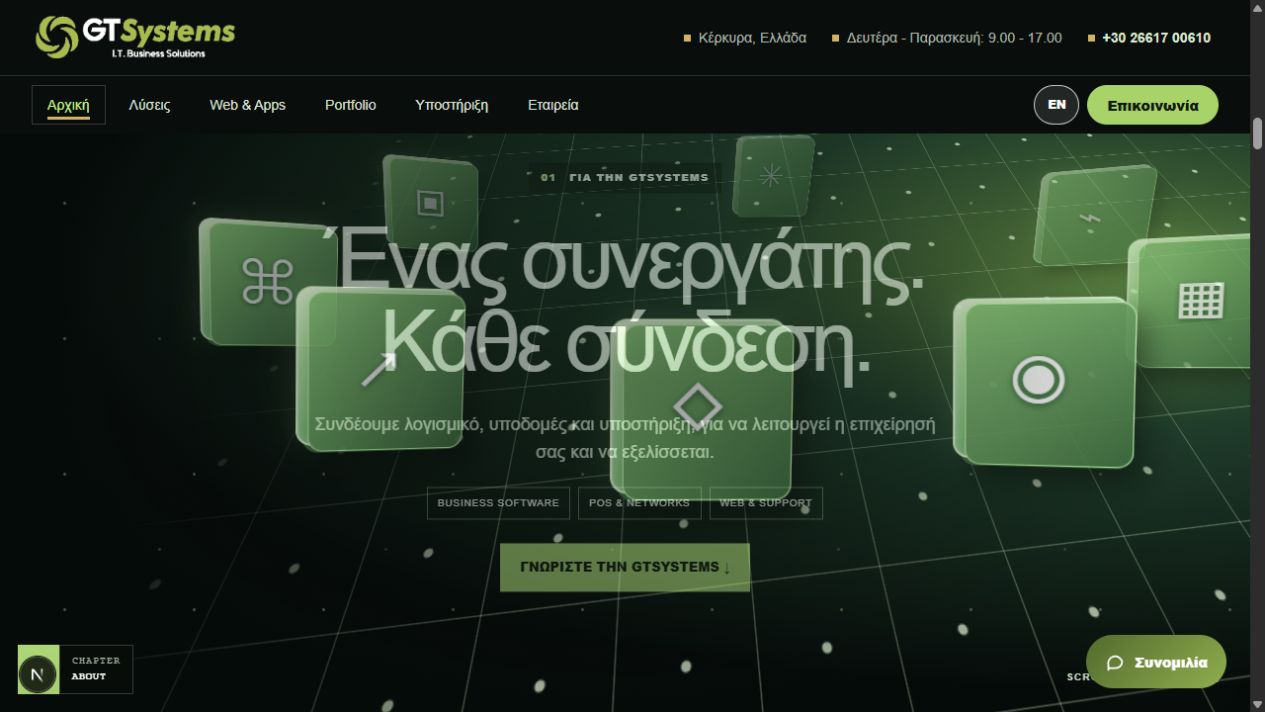 GTSystems
I.T. Business Solutions
Κέρκυρα, Ελλάδα
Δευτέρα - Παρασκευή: 9.00 - 17.00
+30 26617 00610
Αρχική
Λύσεις
Web & Apps
Portfolio
Υποστήριξη
Εταιρεία
EN
Επικοινωνία
01 ΓΙΑ ΤΗΝ GTSYSTEMS
Ένας συνεργάτης.
Κάθε σύνδεση.
Συνδέουμε λογισμικό, υποδομές και υποστήριξη, για να λειτουργεί η επιχείρησή
σας και να εξελίσσεται.
BUSINESS SOFTWARE
POS & NETWORKS
WEB & SUPPORT
ΓΝΩΡΙΣΤΕ ΤΗΝ GTSYSTEMS ↓
N
CHAPTER
ABOUT
Συνομιλία